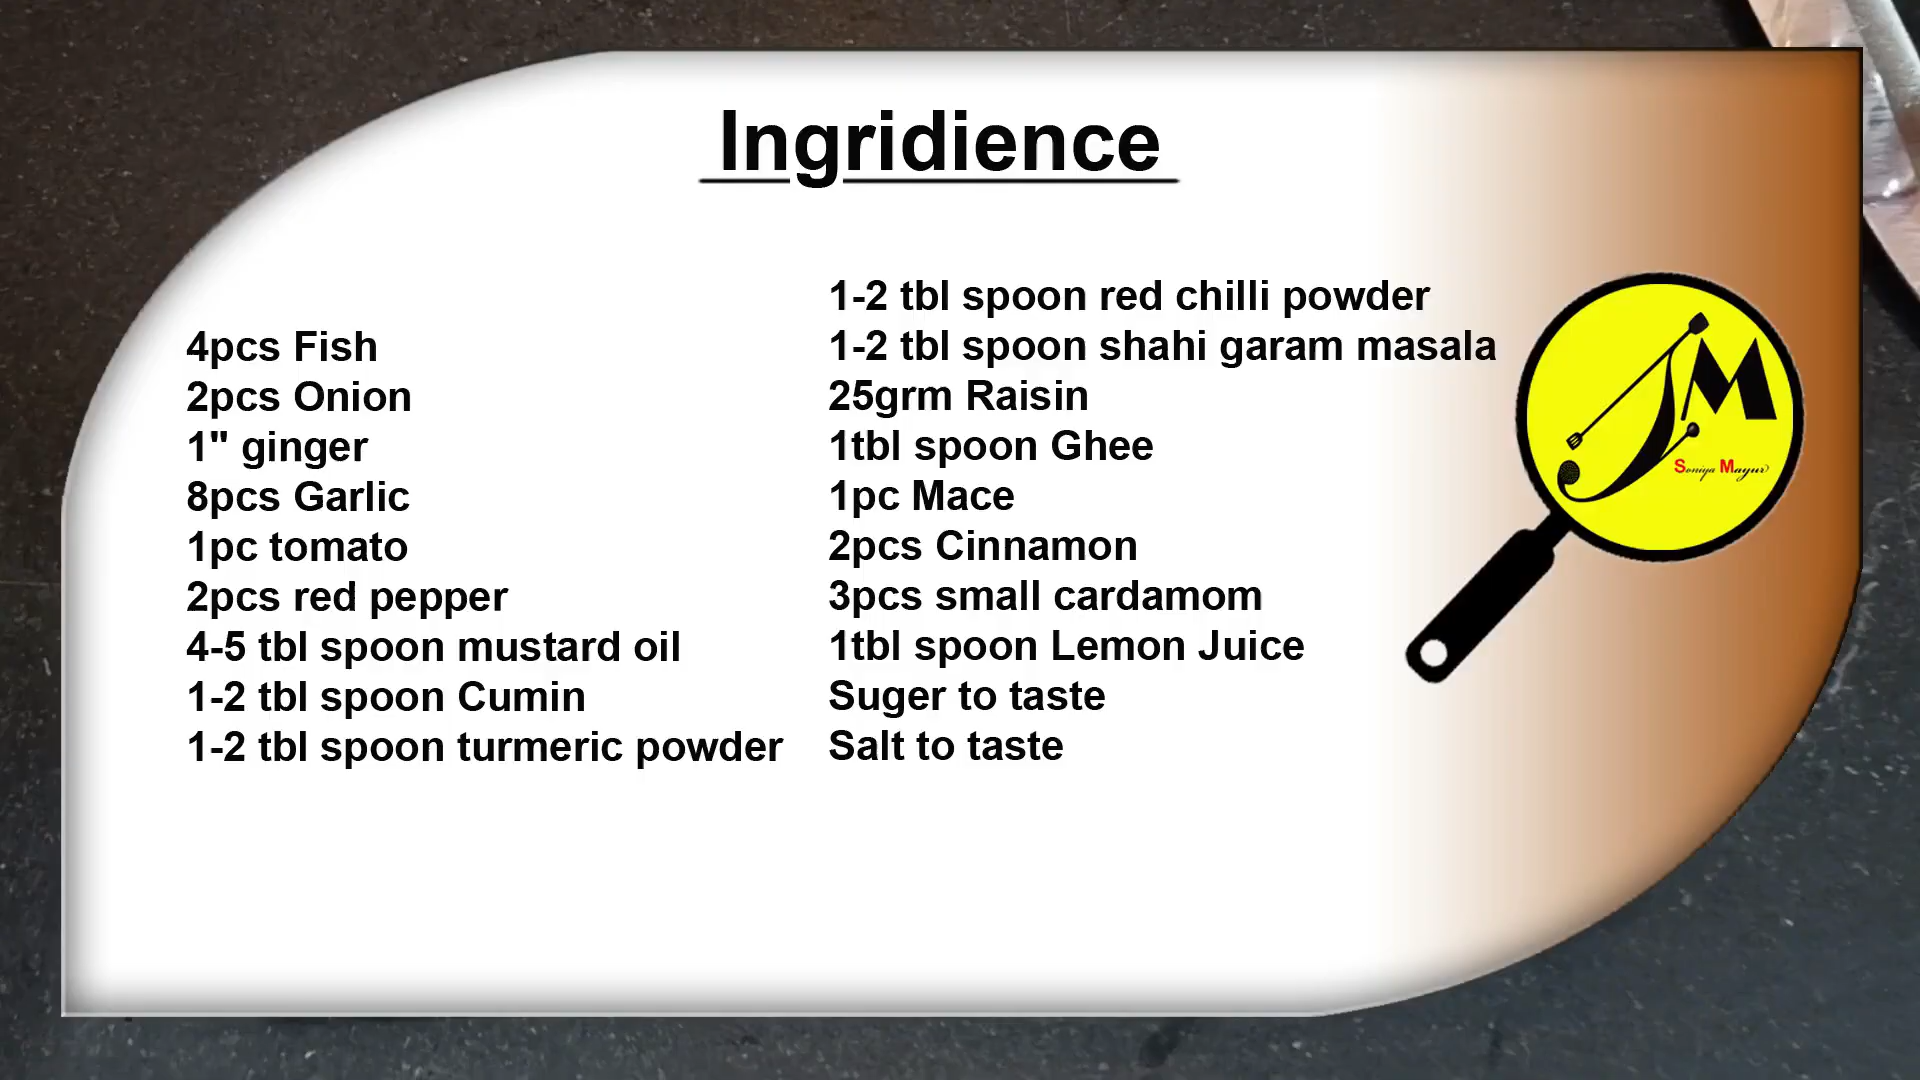 Ingridience
4pcs Fish
2pcs Onion
1" ginger
8pcs Garlic
1pc tomato
2pcs red pepper
4-5 tbl spoon mustard oil
1-2 tbl spoon Cumin
1-2 tbl spoon turmeric powder
1-2 tbl spoon red chilli powder
1-2 tbl spoon shahi garam masala
25grm Raisin
1tbl spoon Ghee
1pc Mace
2pcs Cinnamon
3pcs small cardamom
1tbl spoon Lemon Juice
Suger to taste
Salt to taste
M
Soniya Mayur